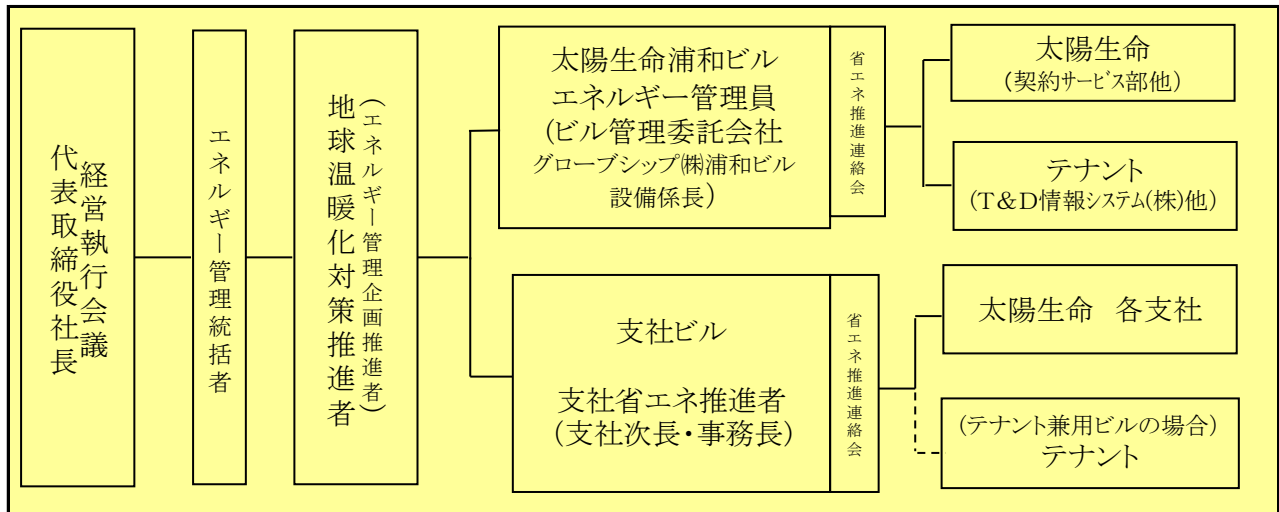 経営執行会議
代表取締役社長
エネルギー管理統括者
(エネルギー管理企画推進者)
地球温暖化対策推進者
太陽生命浦和ビル
エネルギー管理員
(ビル管理委託会社
グローブシップ㈱浦和ビル
設備係長)
省エネ推進連絡会
太陽生命
(契約サービス部他)
テナント
(T&D情報システム(株)他)
支社ビル
支社省エネ推進者
(支社次長・事務長)
省エネ推進連絡会
太陽生命 各支社
(テナント兼用ビルの場合)
テナント